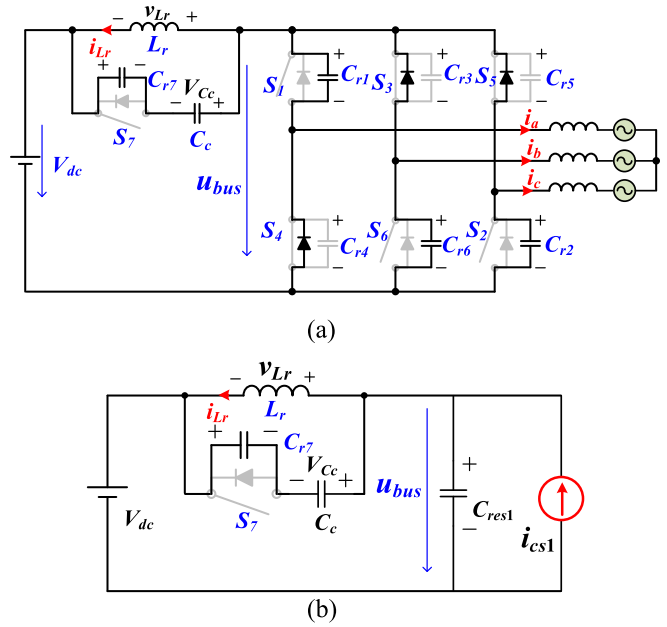 − v_Lr +
i_Lr L_r
+ C_r7 −
− V_Cc +
S_7 C_c
V_dc
u_bus
S_1 + C_r1 −
S_3 + C_r3 −
S_5 + C_r5 −
i_a
i_b
i_c
S_4 + C_r4 −
S_6 + C_r6 −
S_2 + C_r2 −
(a)
− v_Lr +
i_Lr L_r
+ C_r7 −
− V_Cc +
S_7 C_c
V_dc
u_bus
+ C_res1 −
i_cs1
(b)